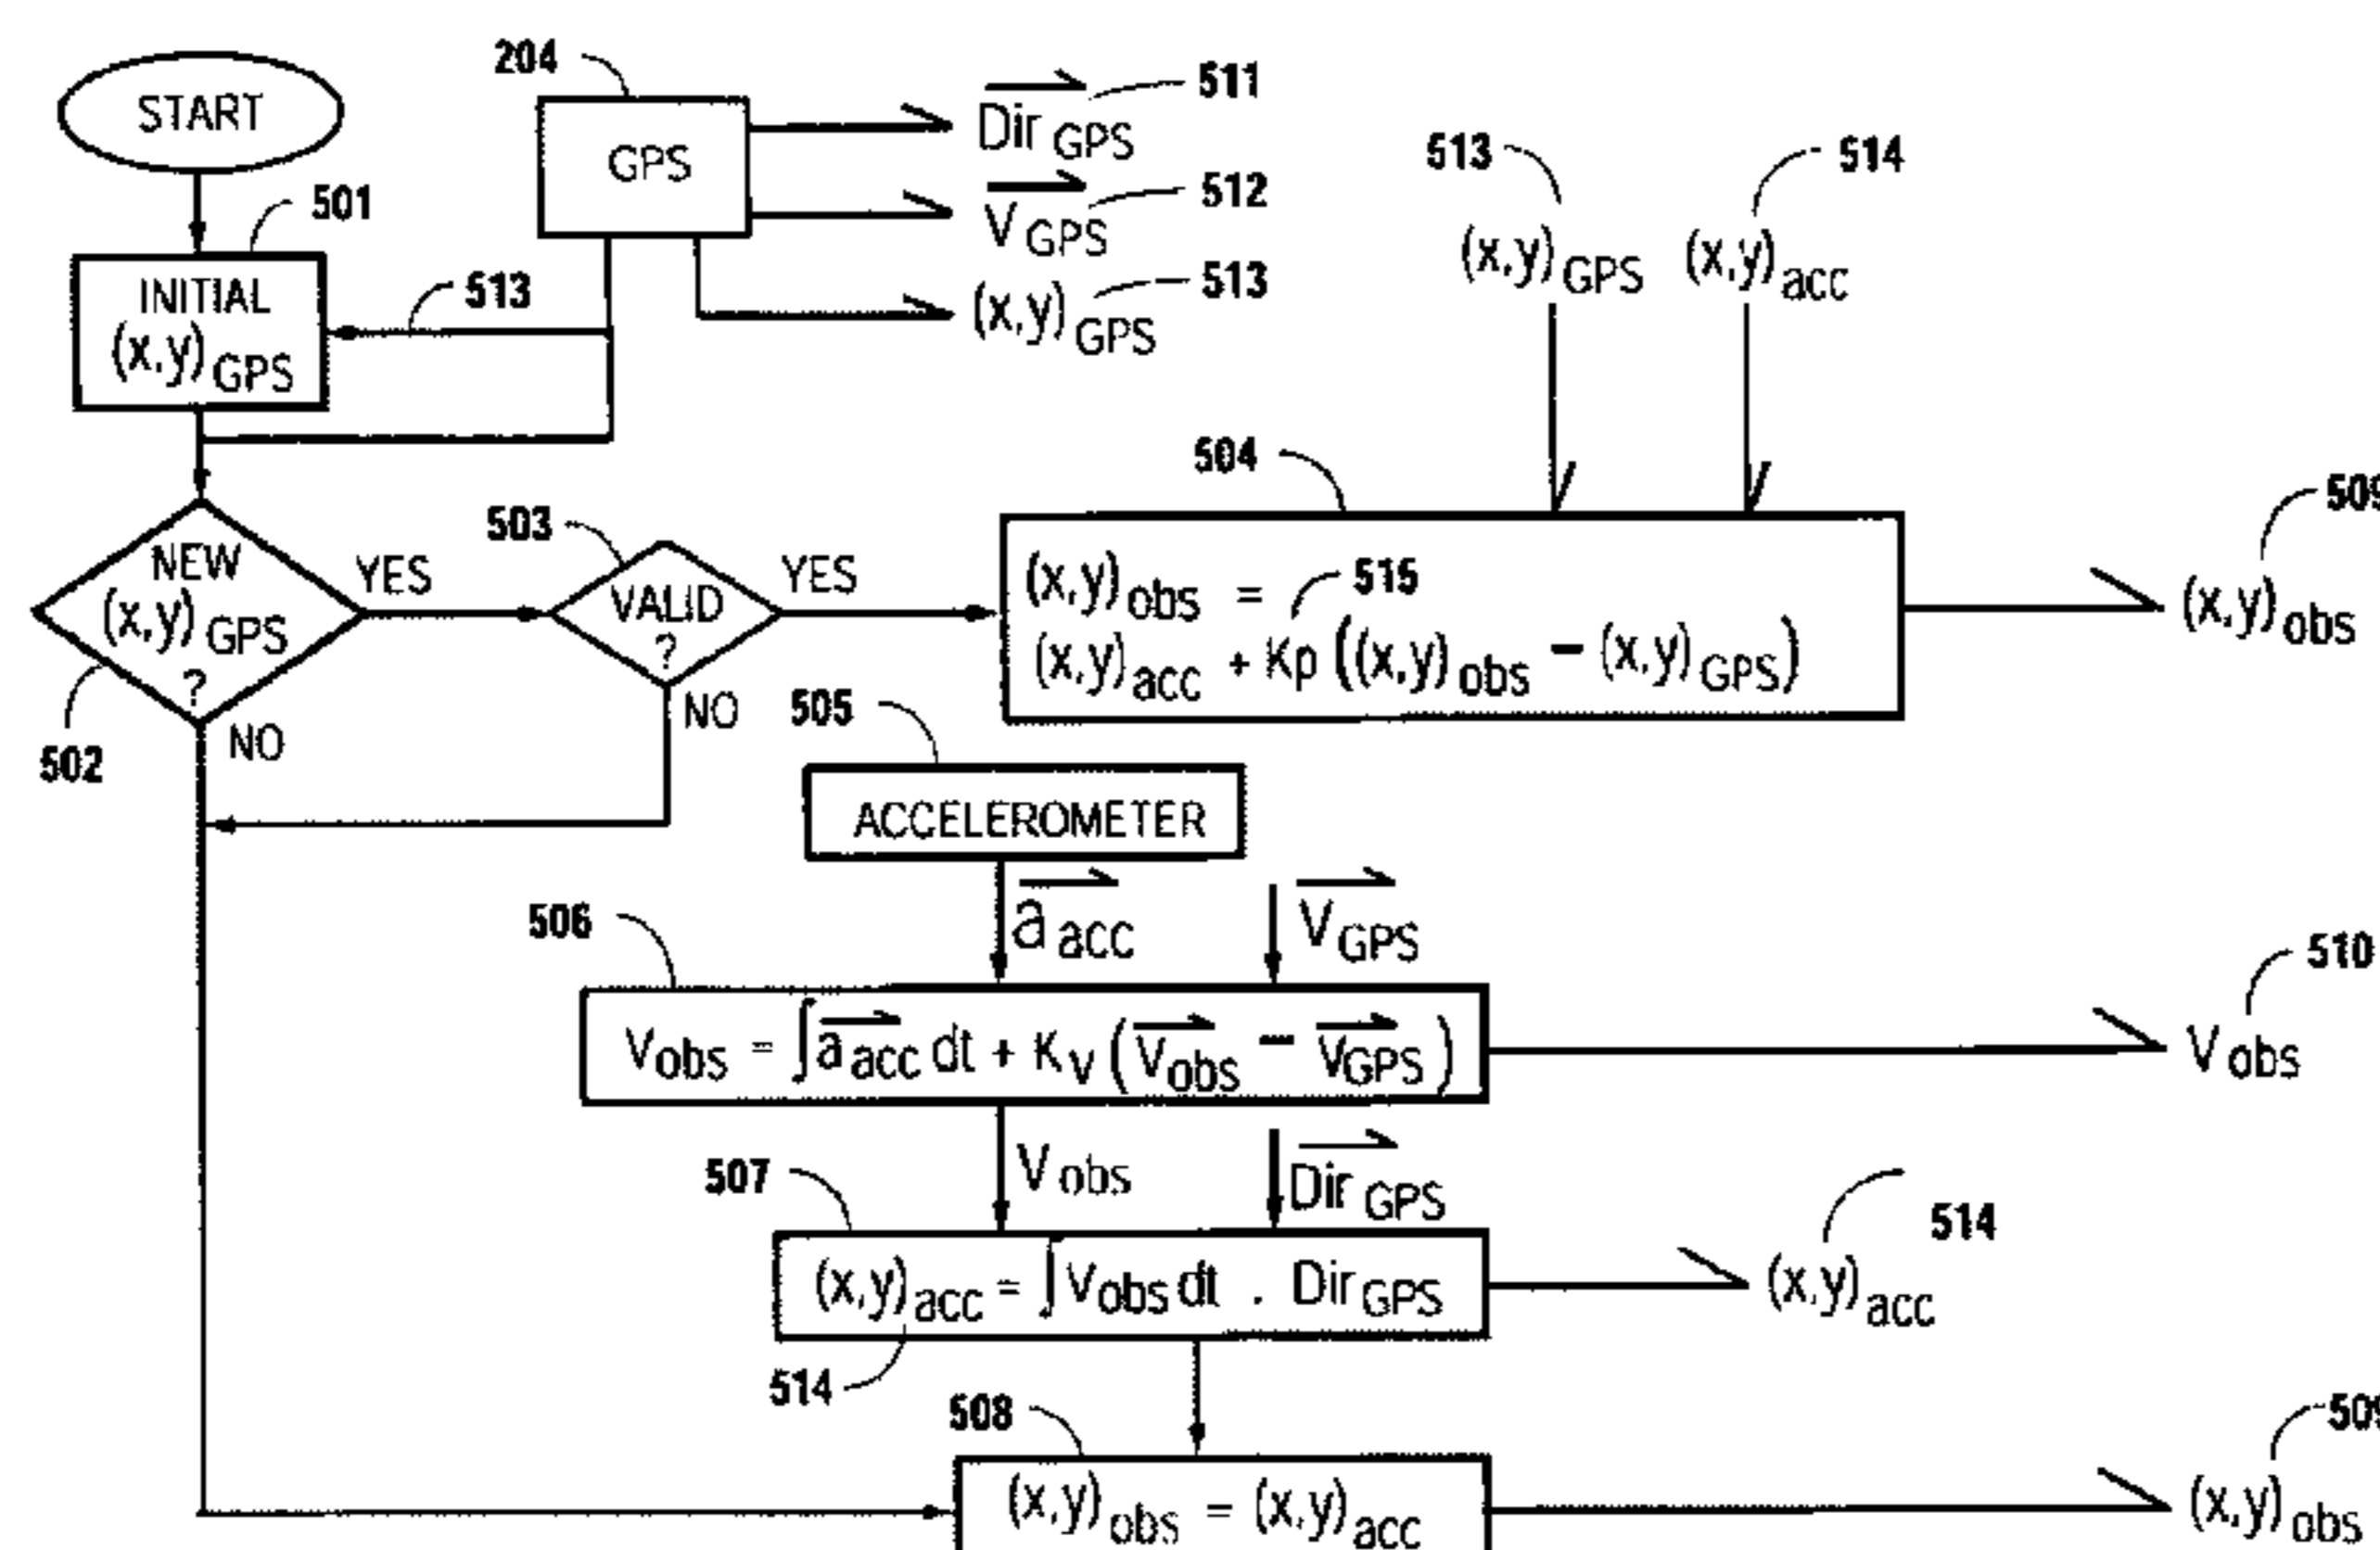 START
204
GPS
Dir GPS
511
V GPS
512
(x,y) GPS
513
501
INITIAL
(x,y) GPS
513
513
(x,y) GPS
514
(x,y) acc
NEW
(x,y) GPS
?
YES
NO
502
503
VALID
?
YES
NO
504
(x,y) obs =
515
(x,y) acc + Kp ((x,y) obs − (x,y) GPS)
509
(x,y) obs
505
ACCELEROMETER
a acc
V GPS
506
Vobs = ∫ a acc dt + Kv (Vobs − VGPS)
510
V obs
V obs
Dir GPS
507
(x,y) acc = ∫ Vobs dt . Dir GPS
514
514
(x,y) acc
508
(x,y) obs = (x,y) acc
509
(x,y) obs